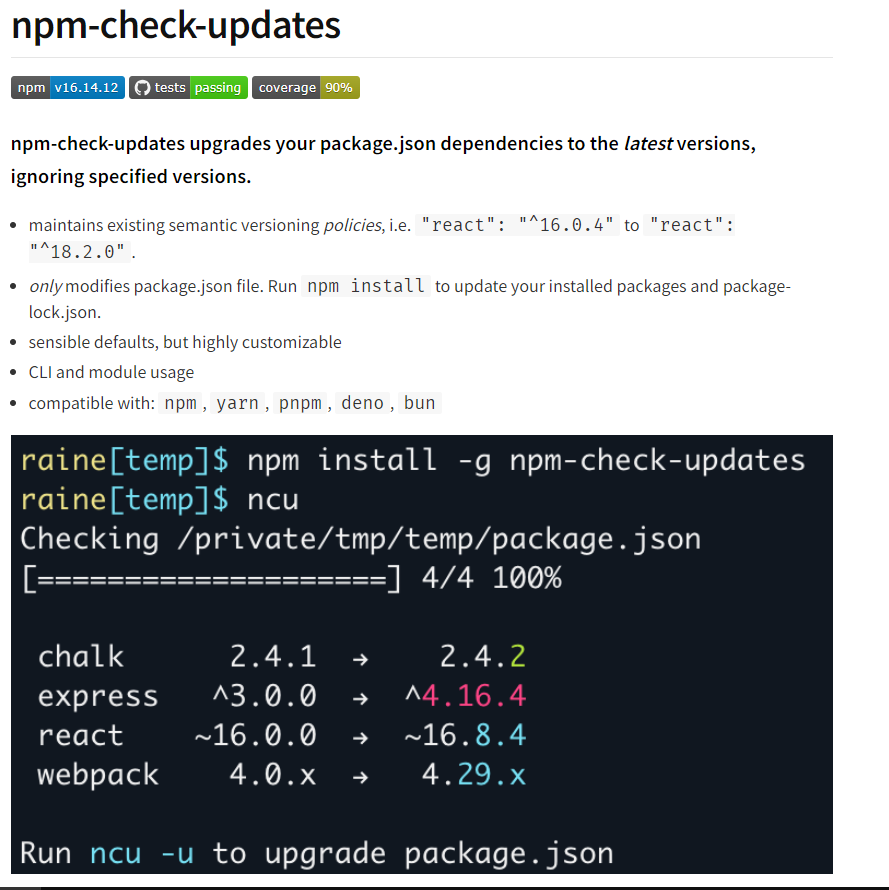 npm-check-updates
npm v16.14.12 tests passing coverage 90%
npm-check-updates upgrades your package.json dependencies to the latest versions,
ignoring specified versions.
• maintains existing semantic versioning policies, i.e. "react": "^16.0.4" to "react":
"^18.2.0".
• only modifies package.json file. Run npm install to update your installed packages and package-
lock.json.
• sensible defaults, but highly customizable
• CLI and module usage
• compatible with: npm, yarn, pnpm, deno, bun
raine[temp]$ npm install -g npm-check-updates
raine[temp]$ ncu
Checking /private/tmp/temp/package.json
[====================] 4/4 100%
chalk 2.4.1 → 2.4.2
express ^3.0.0 → ^4.16.4
react ~16.0.0 → ~16.8.4
webpack 4.0.x → 4.29.x
Run ncu -u to upgrade package.json